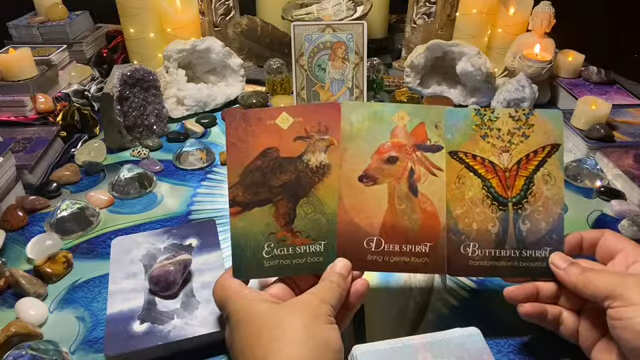 EAGLE SPIRIT
Spirit has your back
DEER SPIRIT
Bring a gentle touch
BUTTERFLY SPIRIT
Transformation is beautiful